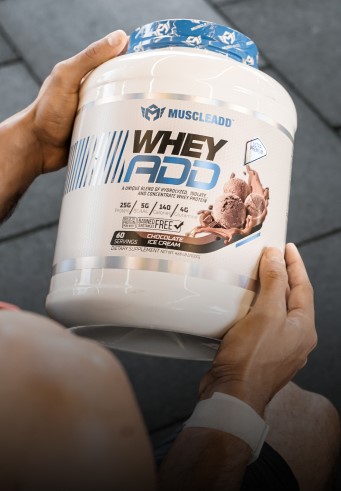 MUSCLEADD
WHEY
ADD
A UNIQUE BLEND OF HYDROLYZED, ISOLATE
AND CONCENTRATE WHEY PROTEIN
25G 5G 14G 4G
FREE
60
SERVINGS
CHOCOLATE
ICE CREAM